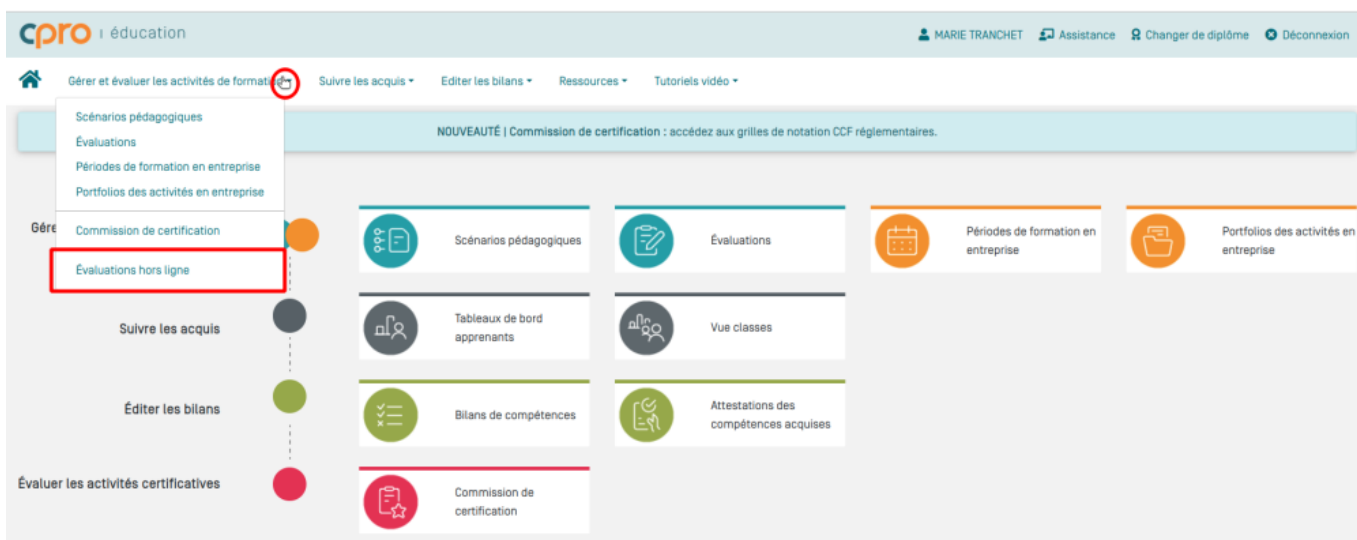 cpro éducation
MARIE TRANCHET Assistance Changer de diplôme Déconnexion
Gérer et évaluer les activités de formation Suivre les acquis Editer les bilans Ressources Tutoriels vidéo
NOUVEAUTÉ | Commission de certification : accédez aux grilles de notation CCF réglementaires.
Scénarios pédagogiques
Évaluations
Périodes de formation en entreprise
Portfolios des activités en entreprise
Commission de certification
Évaluations hors ligne
Gére
Scénarios pédagogiques
Évaluations
Périodes de formation en
entreprise
Portfolios des activités en
entreprise
Suivre les acquis
Tableaux de bord
apprenants
Vue classes
Éditer les bilans
Bilans de compétences
Attestations des
compétences acquises
Évaluer les activités certificatives
Commission de
certification